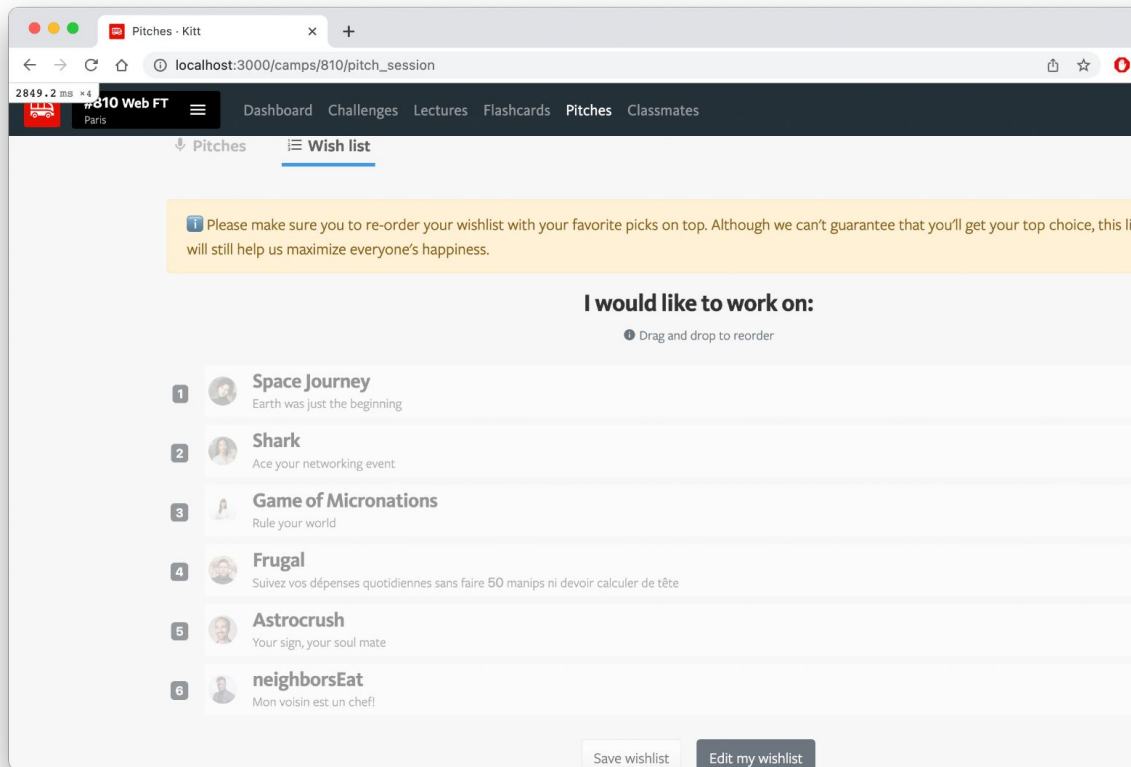 Pitches · Kitt
localhost:3000/camps/810/pitch_session
2849.2 ms ×4
#810 Web FT
Paris
Dashboard Challenges Lectures Flashcards Pitches Classmates
Pitches Wish list
Please make sure you to re-order your wishlist with your favorite picks on top. Although we can't guarantee that you'll get your top choice, this li
will still help us maximize everyone's happiness.
I would like to work on:
Drag and drop to reorder
1 Space Journey
Earth was just the beginning
2 Shark
Ace your networking event
3 Game of Micronations
Rule your world
4 Frugal
Suivez vos dépenses quotidiennes sans faire 50 manips ni devoir calculer de tête
5 Astrocrush
Your sign, your soul mate
6 neighborsEat
Mon voisin est un chef!
Save wishlist Edit my wishlist